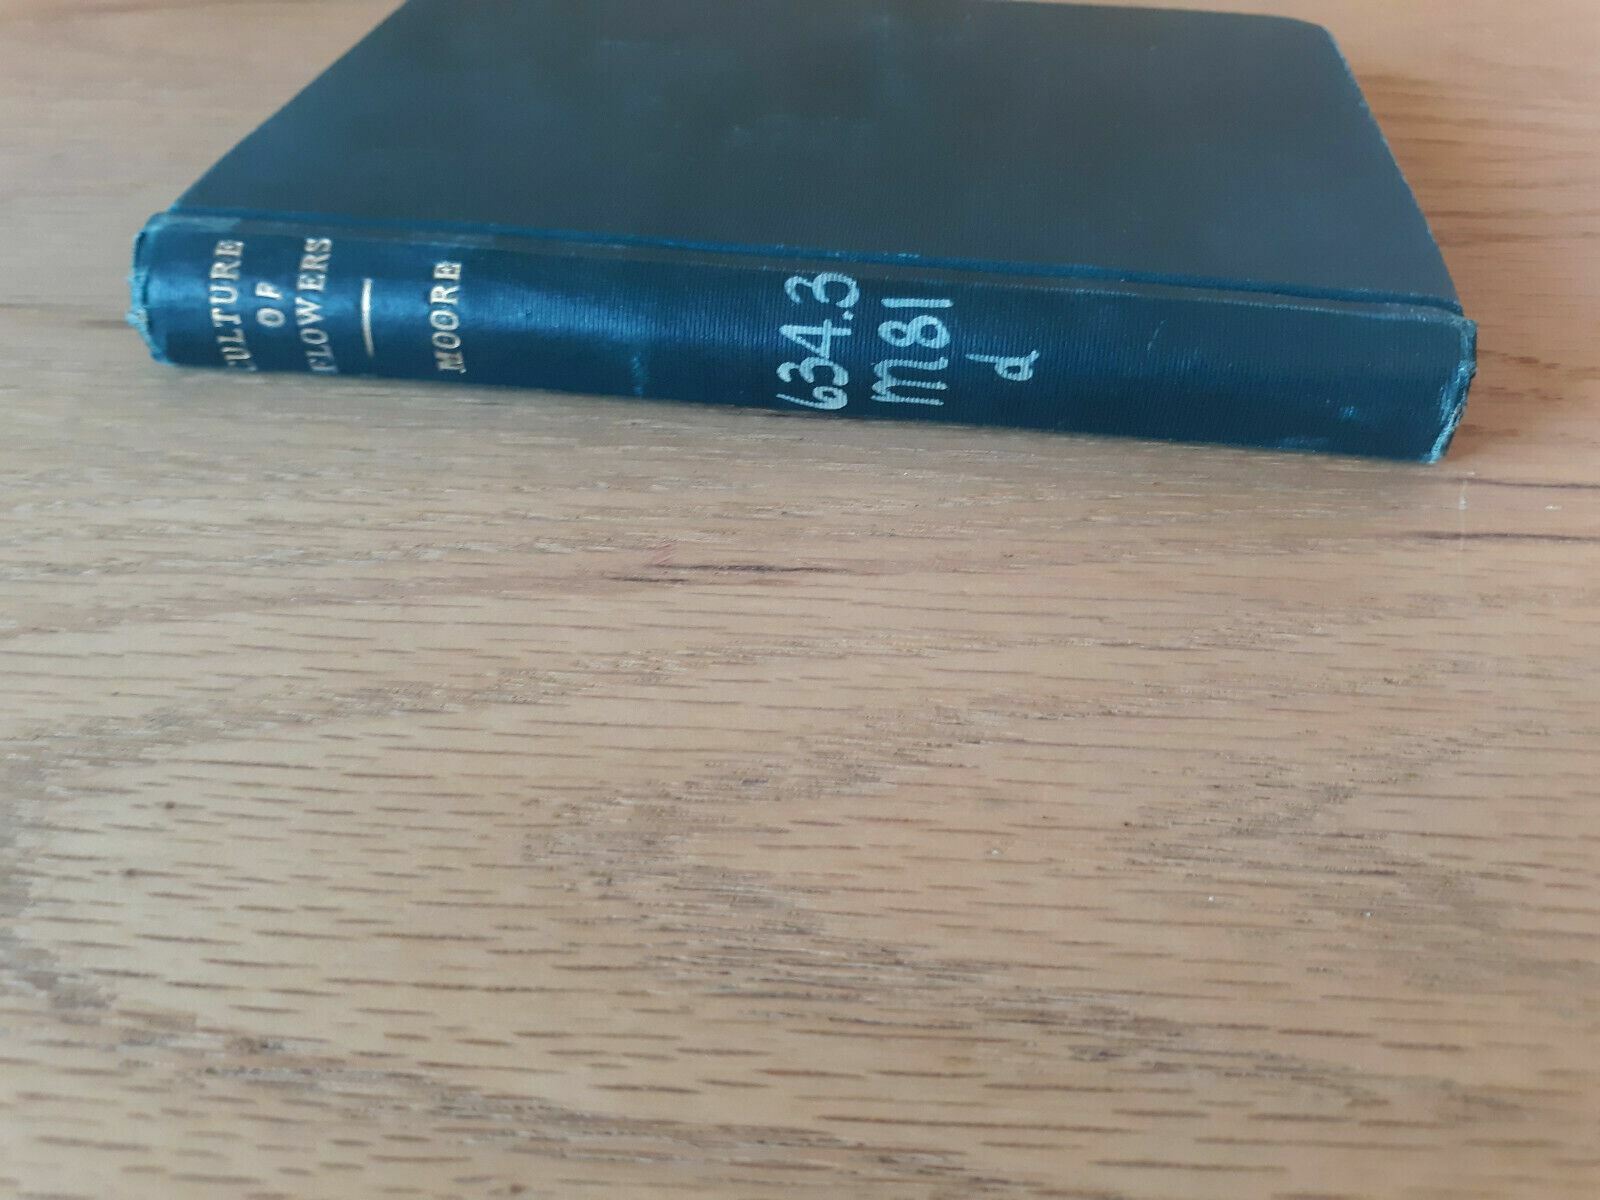 CULTURE
OF
FLOWERS
MOORE
634.3
M81
d